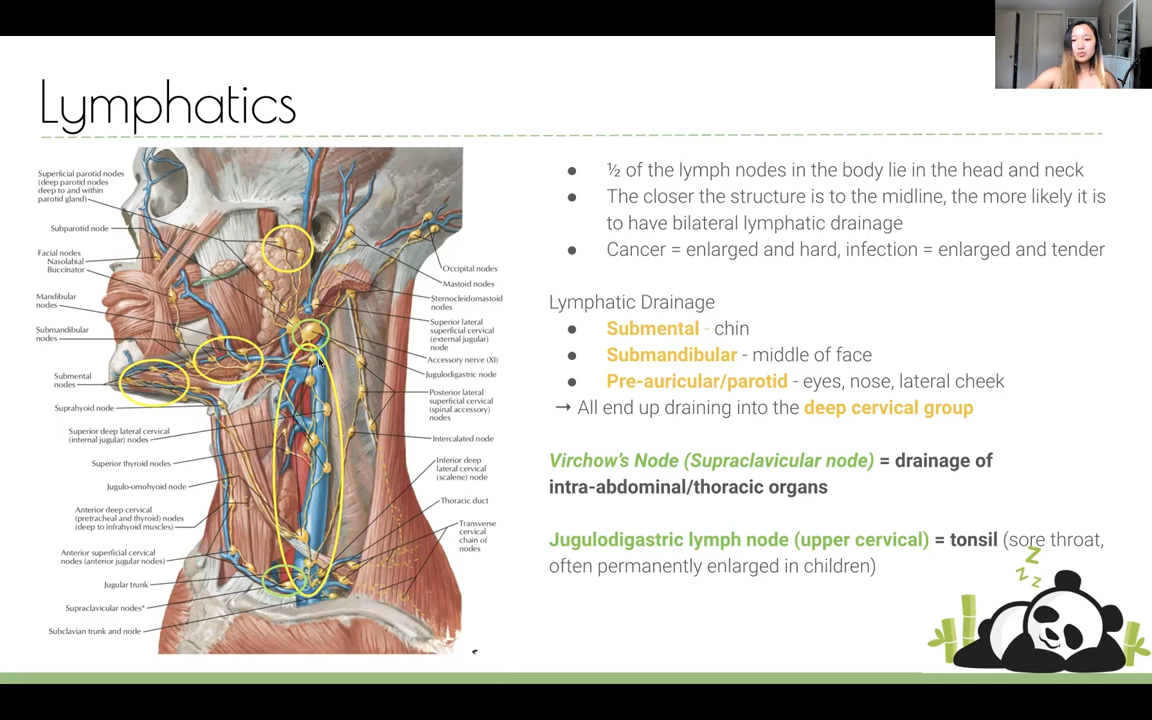 Lymphatics
Superficial parotid nodes
(deep parotid nodes
deep to and within
parotid gland)
Subparotid node
Facial nodes
Nasolabial
Buccinator
Mandibular
nodes
Submandibular
nodes
Submental
nodes
Suprahyoid node
Superior deep lateral cervical
(internal jugular) nodes
Superior thyroid nodes
Jugulo-omohyoid node
Anterior deep cervical
(pretracheal and thyroid) nodes
(deep to infrahyoid muscles)
Anterior superficial cervical
nodes (anterior jugular nodes)
Jugular trunk
Supraclavicular nodes*
Subclavian trunk and node
Occipital nodes
Mastoid nodes
Sternocleidomastoid
nodes
Superior lateral
superficial cervical
(external jugular)
node
Accessory nerve (XI)
Jugulodigastric node
Posterior lateral
superficial cervical
(spinal accessory)
nodes
Intercalated node
Inferior deep
lateral cervical
(scalene) node
Thoracic duct
Transverse
cervical
chain of
nodes
● ½ of the lymph nodes in the body lie in the head and neck
● The closer the structure is to the midline, the more likely it is
to have bilateral lymphatic drainage
● Cancer = enlarged and hard, infection = enlarged and tender
Lymphatic Drainage
● Submental - chin
● Submandibular - middle of face
● Pre-auricular/parotid - eyes, nose, lateral cheek
→ All end up draining into the deep cervical group
Virchow's Node (Supraclavicular node) = drainage of
intra-abdominal/thoracic organs
Jugulodigastric lymph node (upper cervical) = tonsil (sore throat,
often permanently enlarged in children)
Z
Z
Z